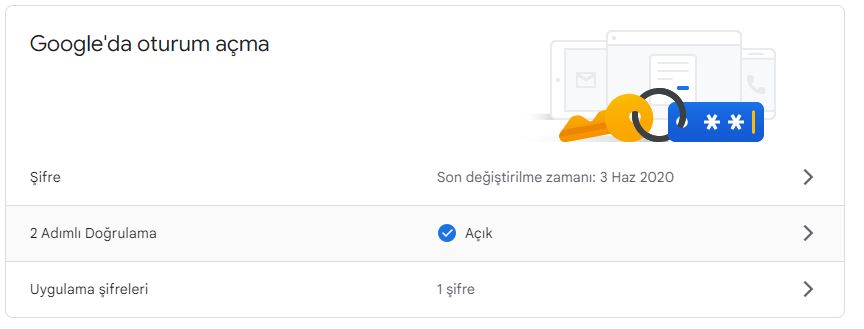 Google'da oturum açma
Şifre
Son değiştirilme zamanı: 3 Haz 2020
2 Adımlı Doğrulama
Açık
Uygulama şifreleri
1 şifre